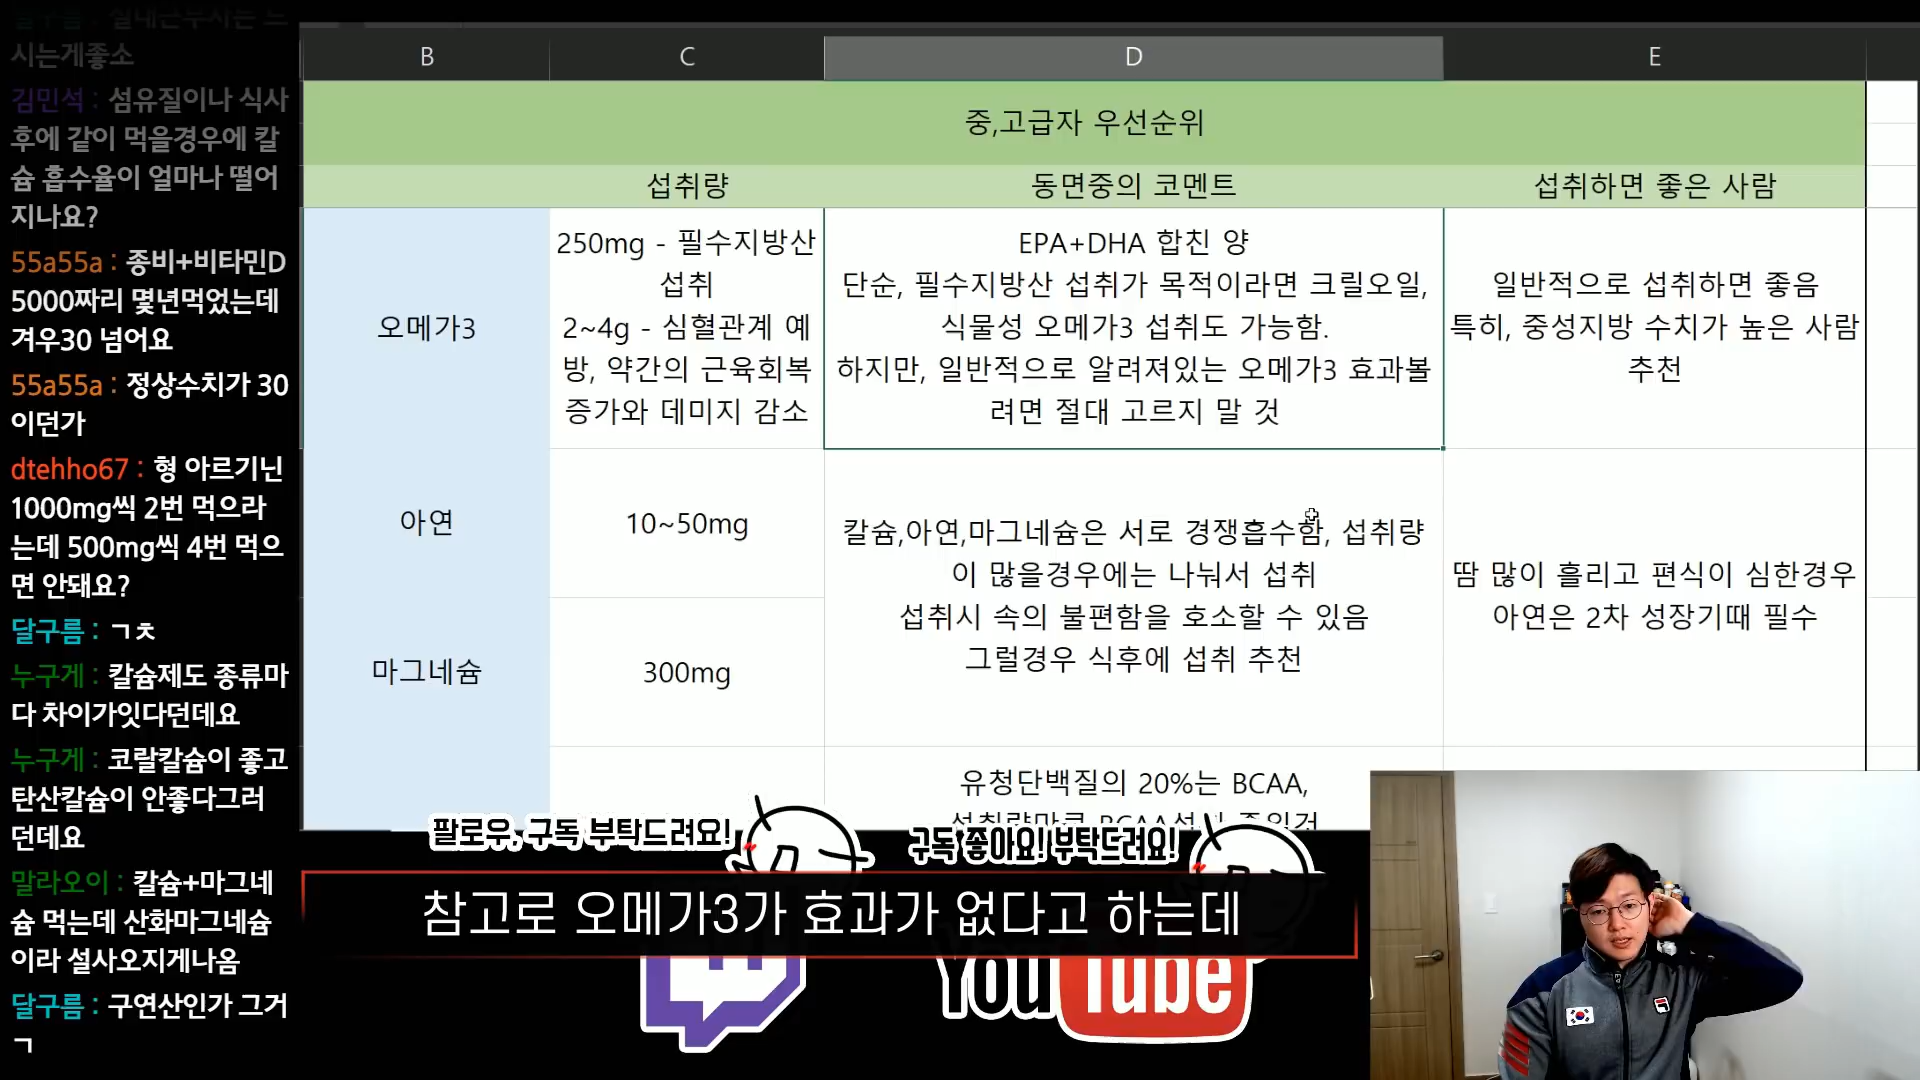 시는게좋소
김민석 : 섬유질이나 식사
후에 같이 먹을경우에 칼
슘 흡수율이 얼마나 떨어
지나요?
55a55a : 종비+비타민D
5000짜리 몇년먹었는데
겨우30 넘어요
55a55a : 정상수치가 30
이던가
dtehho67 : 형 아르기닌
1000mg씩 2번 먹으라
는데 500mg씩 4번 먹으
면 안돼요?
달구름 : ㄱㅊ
누구게 : 칼슘제도 종류마
다 차이가잇다던데요
누구게 : 코랄칼슘이 좋고
탄산칼슘이 안좋다그러
던데요
말라오이 : 칼슘+마그네
슘 먹는데 산화마그네슘
이라 설사오지게나옴
달구름 : 구연산인가 그거
ㄱ
B C D E
중,고급자 우선순위
섭취량 동면중의 코멘트 섭취하면 좋은 사람
오메가3
250mg - 필수지방산
섭취
2~4g - 심혈관계 예
방, 약간의 근육회복
증가와 데미지 감소
EPA+DHA 합친 양
단순, 필수지방산 섭취가 목적이라면 크릴오일,
식물성 오메가3 섭취도 가능함.
하지만, 일반적으로 알려져있는 오메가3 효과볼
려면 절대 고르지 말 것
일반적으로 섭취하면 좋음
특히, 중성지방 수치가 높은 사람
추천
아연
10~50mg
마그네슘
300mg
칼슘,아연,마그네슘은 서로 경쟁흡수함, 섭취량
이 많을경우에는 나눠서 섭취
섭취시 속의 불편함을 호소할 수 있음
그럴경우 식후에 섭취 추천
땀 많이 흘리고 편식이 심한경우
아연은 2차 성장기때 필수
유청단백질의 20%는 BCAA,
팔로우, 구독 부탁드려요!
구독 좋아요! 부탁드려요!
참고로 오메가3가 효과가 없다고 하는데
YouTube